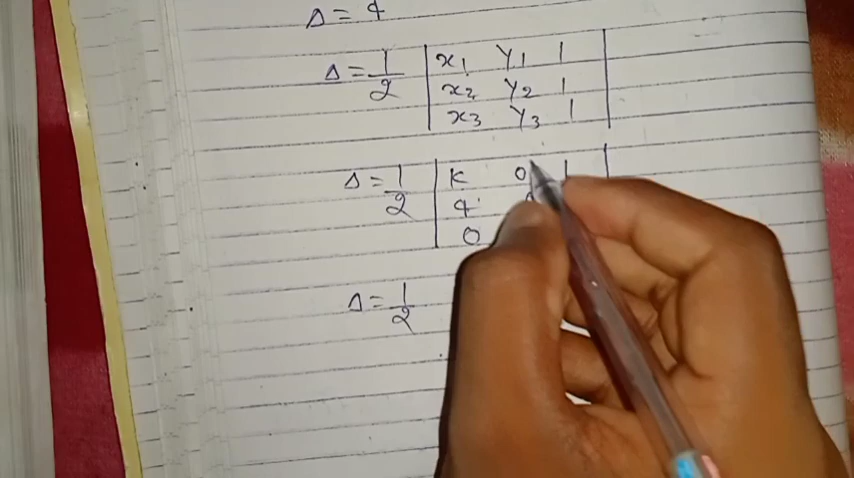 Δ = 4
Δ = 1/2 | x₁ y₁ 1 |
| x₂ y₂ 1 |
| x₃ y₃ 1 |
Δ = 1/2 | K 0 1 |
4
0
Δ = 1/2